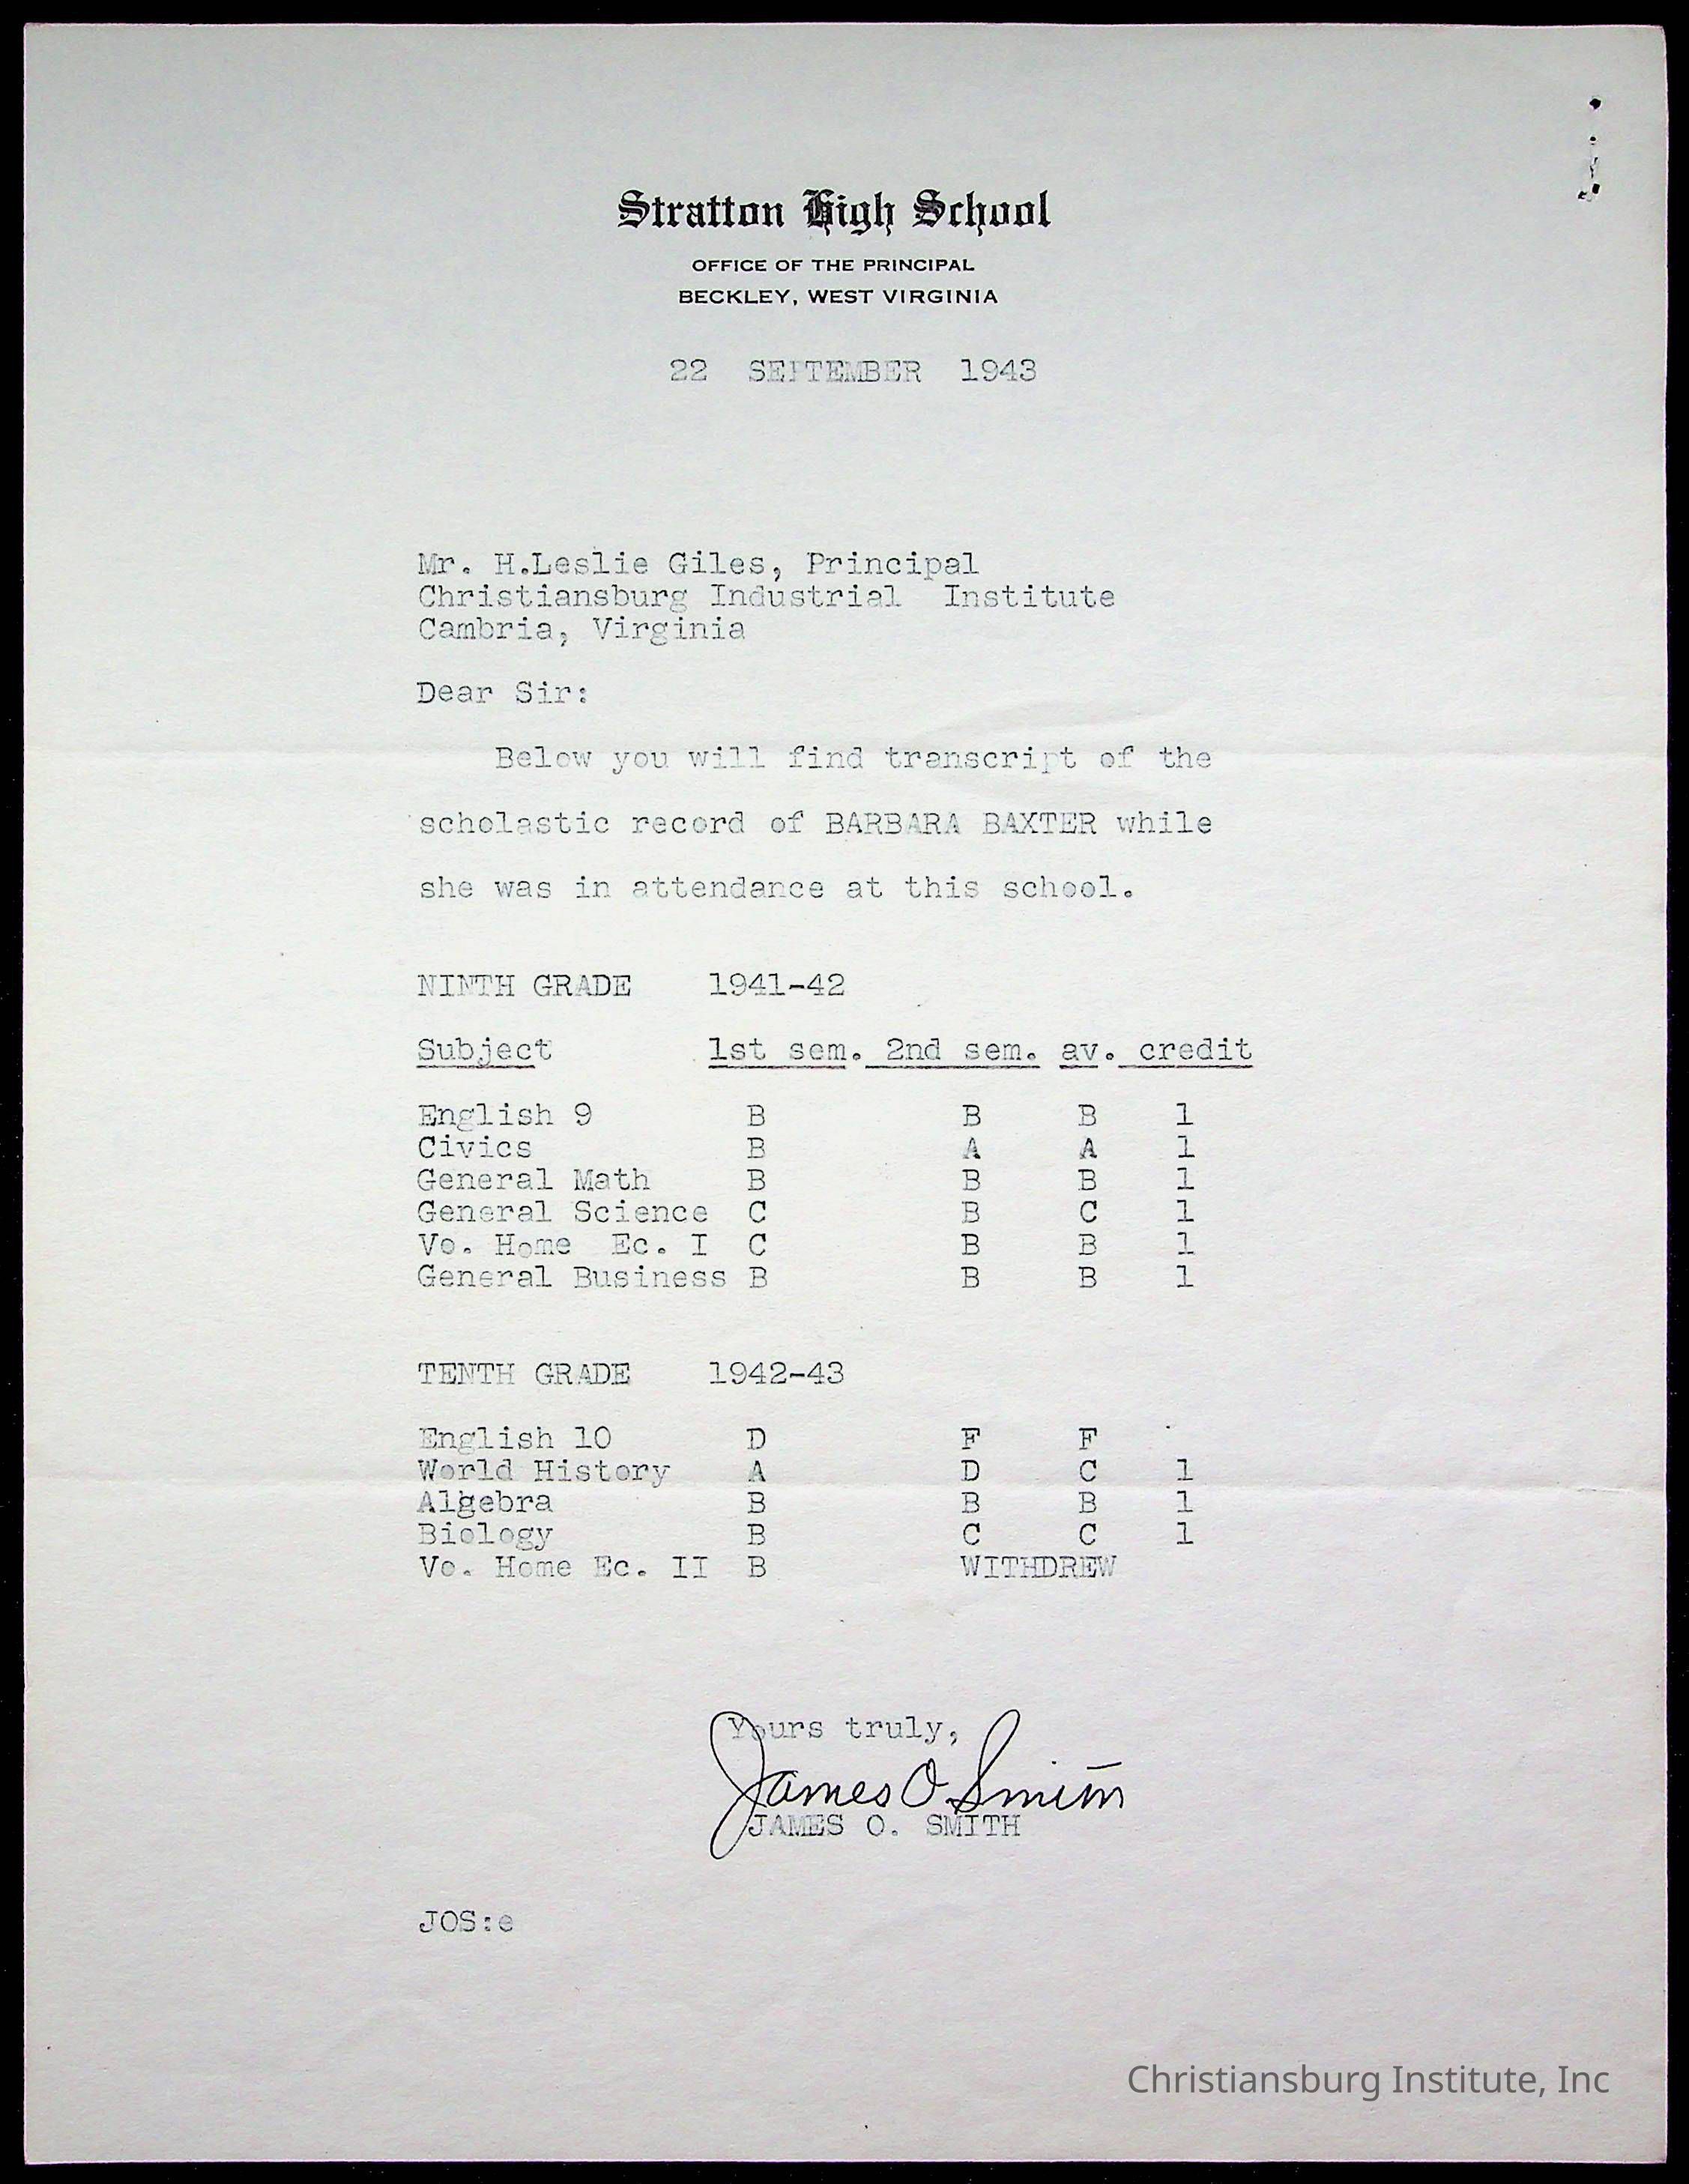 Stratton High School
OFFICE OF THE PRINCIPAL
BECKLEY, WEST VIRGINIA
22 SEPTEMBER 1943
Mr. H.Leslie Giles, Principal
Christiansburg Industrial Institute
Cambria, Virginia
Dear Sir:
Below you will find transcript of the
scholastic record of BARBARA BAXTER while
she was in attendance at this school.
NINTH GRADE 1941-42
Subject 1st sem. 2nd sem. av. credit
English 9 B B B 1
Civics B A A 1
General Math B B B 1
General Science C B C 1
Vo. Home Ec. I C B B 1
General Business B B B 1
TENTH GRADE 1942-43
English 10 D F F
World History A D C 1
Algebra B B B 1
Biology B C C 1
Vo. Home Ec. II B WITHDREW
Yours truly,
James O. Smith
JAMES O. SMITH
JOS:e
Christiansburg Institute, Inc